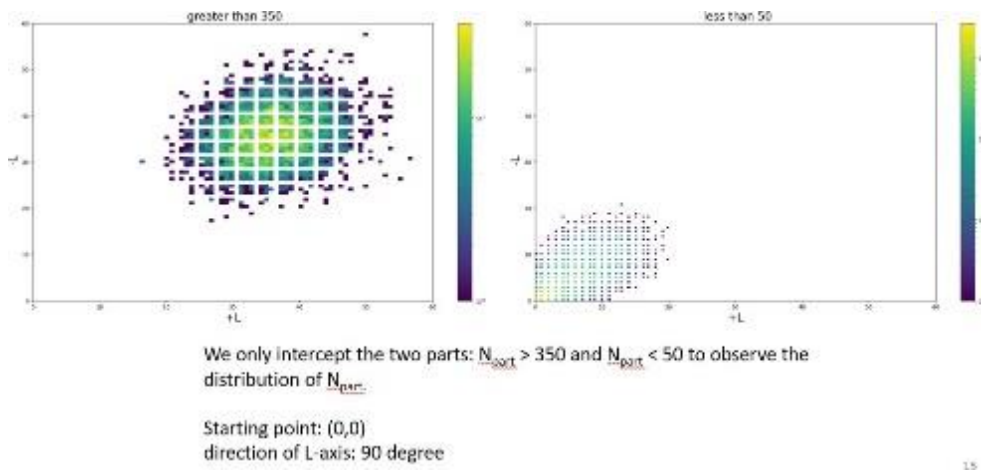 greater than 350
less than 50
-L
+L
+L
We only intercept the two parts: Npart > 350 and Npart < 50 to observe the
distribution of Npart.
Starting point: (0,0)
direction of L-axis: 90 degree
15